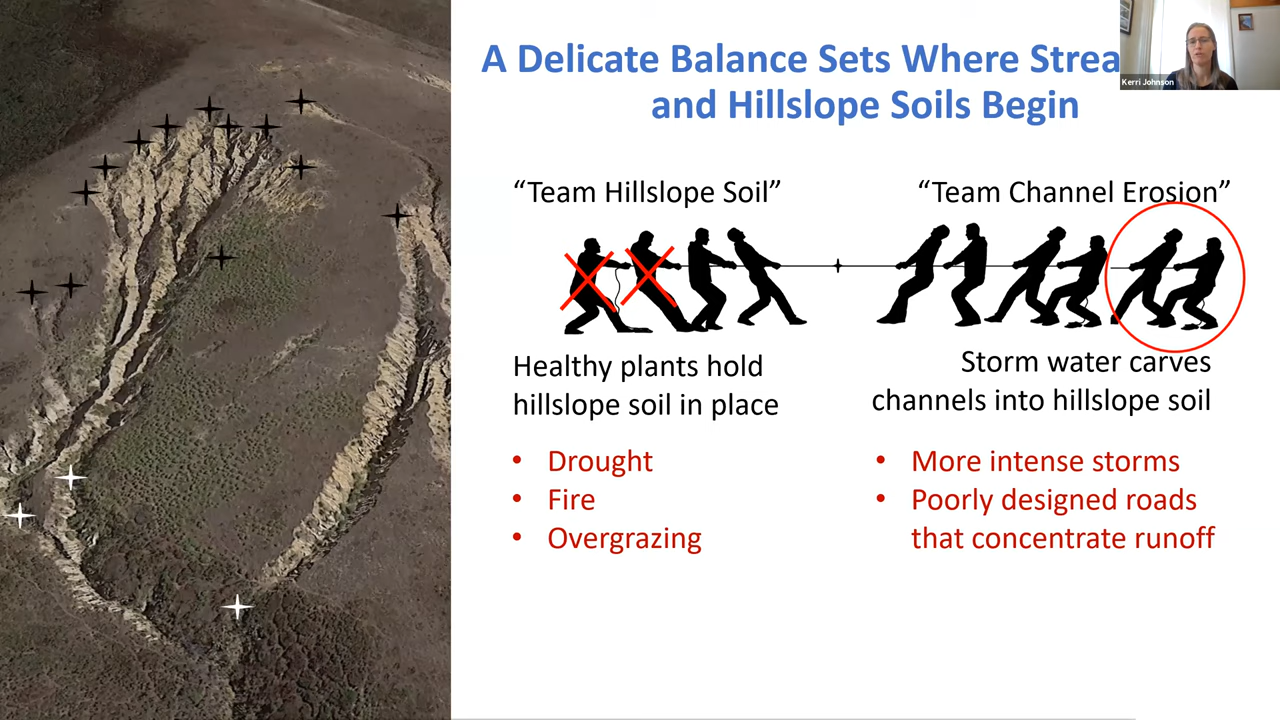 A Delicate Balance Sets Where Strea
and Hillslope Soils Begin
Kerri Johnson
“Team Hillslope Soil”
“Team Channel Erosion”
Healthy plants hold
hillslope soil in place
• Drought
• Fire
• Overgrazing
Storm water carves
channels into hillslope soil
• More intense storms
• Poorly designed roads
that concentrate runoff